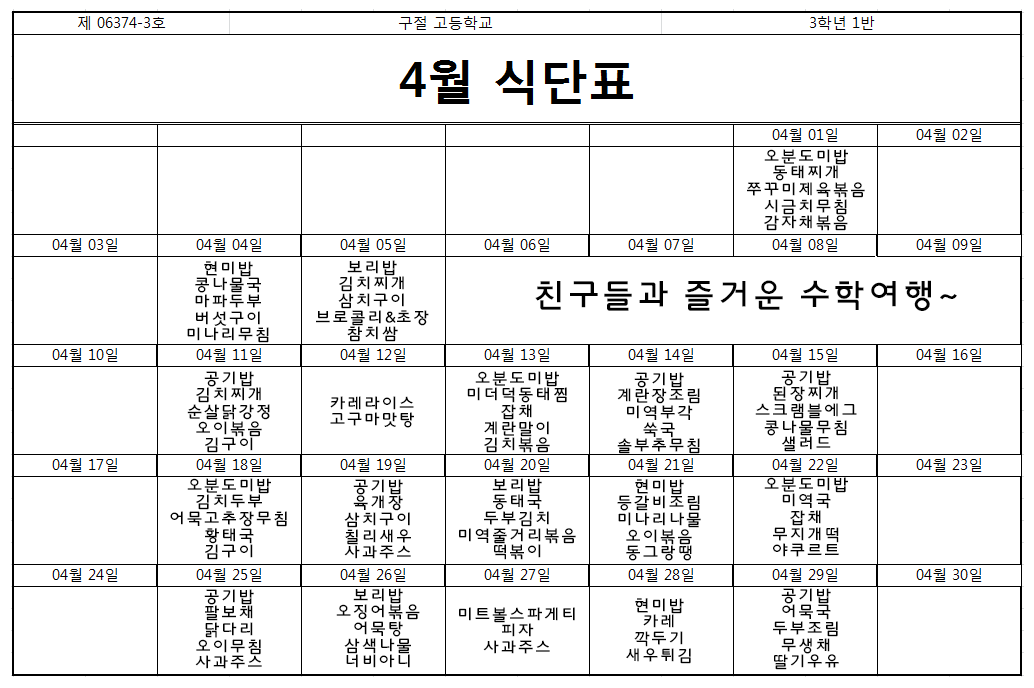 제 06374-3호 구절 고등학교 3학년 1반
4월 식단표
04월 01일 04월 02일
오분도미밥
동태찌개
쭈꾸미제육볶음
시금치무침
감자채볶음
04월 03일 04월 04일 04월 05일 04월 06일 04월 07일 04월 08일 04월 09일
현미밥
콩나물국
마파두부
버섯구이
미나리무침
보리밥
김치찌개
삼치구이
브로콜리&초장
참치쌈
친구들과 즐거운 수학여행~
04월 10일 04월 11일 04월 12일 04월 13일 04월 14일 04월 15일 04월 16일
공기밥
김치찌개
순살닭강정
오이볶음
김구이
카레라이스
고구마맛탕
오분도미밥
미더덕동태찜
잡채
계란말이
김치볶음
공기밥
계란장조림
미역부각
쑥국
솔부추무침
공기밥
된장찌개
스크램블에그
콩나물무침
샐러드
04월 17일 04월 18일 04월 19일 04월 20일 04월 21일 04월 22일 04월 23일
오분도미밥
김치두부
어묵고추장무침
황태국
김구이
공기밥
육개장
삼치구이
칠리새우
사과주스
보리밥
동태국
두부김치
미역줄거리볶음
떡볶이
현미밥
등갈비조림
미나리나물
오이볶음
동그랑땡
오분도미밥
미역국
잡채
무지개떡
야쿠르트
04월 24일 04월 25일 04월 26일 04월 27일 04월 28일 04월 29일 04월 30일
공기밥
팔보채
닭다리
오이무침
사과주스
보리밥
오징어볶음
어묵탕
삼색나물
너비아니
미트볼스파게티
피자
사과주스
현미밥
카레
깍두기
새우튀김
공기밥
어묵국
두부조림
무생채
딸기우유